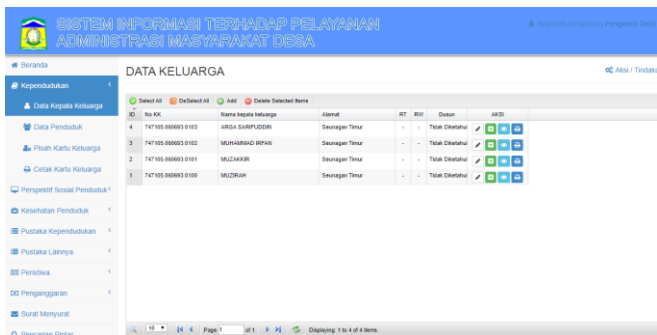 SISTEM INFORMASI TERHADAP PELAYANAN
ADMINISTRASI MASYARAKAT DESA
Beranda
Kependudukan
Data Kepala Keluarga
Data Penduduk
Pisah Kartu Keluarga
Cetak Kartu Keluarga
Perspektif Sosial Penduduk
Kesehatan Penduduk
Pustaka Kependudukan
Pustaka Lainnya
Peristiwa
Penganggaran
Surat Menyurat
Pencarian Pintar
DATA KELUARGA
Aksi / Tindaka
Select All DeSelect All Add Delete Selected Items
ID No KK Nama kepala keluarga Alamat RT RW Dusun AKSI
4 747105.060693.0103 ARGA SARIFUDDIN Seunagan Timur - - Tidak Diketahui
3 747105.060693.0102 MUHAMMAD IRFAN Seunagan Timur - - Tidak Diketahui
2 747105.060693.0101 MUZAKKIR Seunagan Timur - - Tidak Diketahui
1 747105.060693.0100 MUZIRAH Seunagan Timur - - Tidak Diketahui
10 Page 1 of 1 Displaying: 1 to 4 of 4 items.